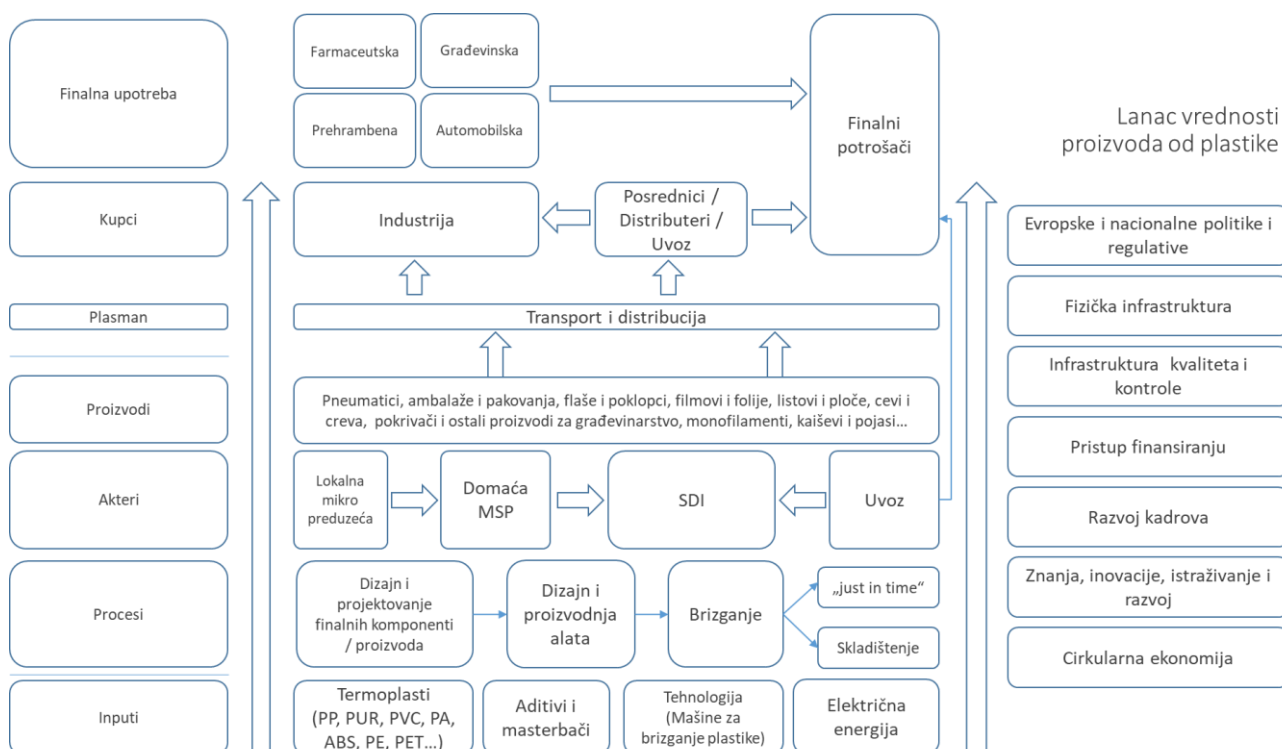 Finalna upotreba
Farmaceutska
Građevinska
Prehrambena
Automobilska
Finalni
potrošači
Lanac vrednosti
proizvoda od plastike
Kupci
Industrija
Posrednici /
Distributeri /
Uvoz
Evropske i nacionalne politike i
regulative
Plasman
Transport i distribucija
Fizička infrastruktura
Proizvodi
Pneumatici, ambalaže i pakovanja, flaše i poklopci, filmovi i folije, listovi i ploče, cevi i
creva, pokrivači i ostali proizvodi za građevinarstvo, monofilamenti, kaiševi i pojasi...
Infrastruktura kvaliteta i
kontrole
Pristup finansiranju
Akteri
Lokalna
mikro
preduzeća
Domaća
MSP
SDI
Uvoz
Razvoj kadrova
Procesi
Dizajn i
projektovanje
finalnih komponenti
/ proizvoda
Dizajn i
proizvodnja
alata
Brizganje
„just in time“
Skladištenje
Znanja, inovacije, istraživanje i
razvoj
Cirkularna ekonomija
Inputi
Termoplasti
(PP, PUR, PVC, PA,
ABS, PE, PET...)
Aditivi i
masterbači
Tehnologija
(Mašine za
brizganje plastike)
Električna
energija